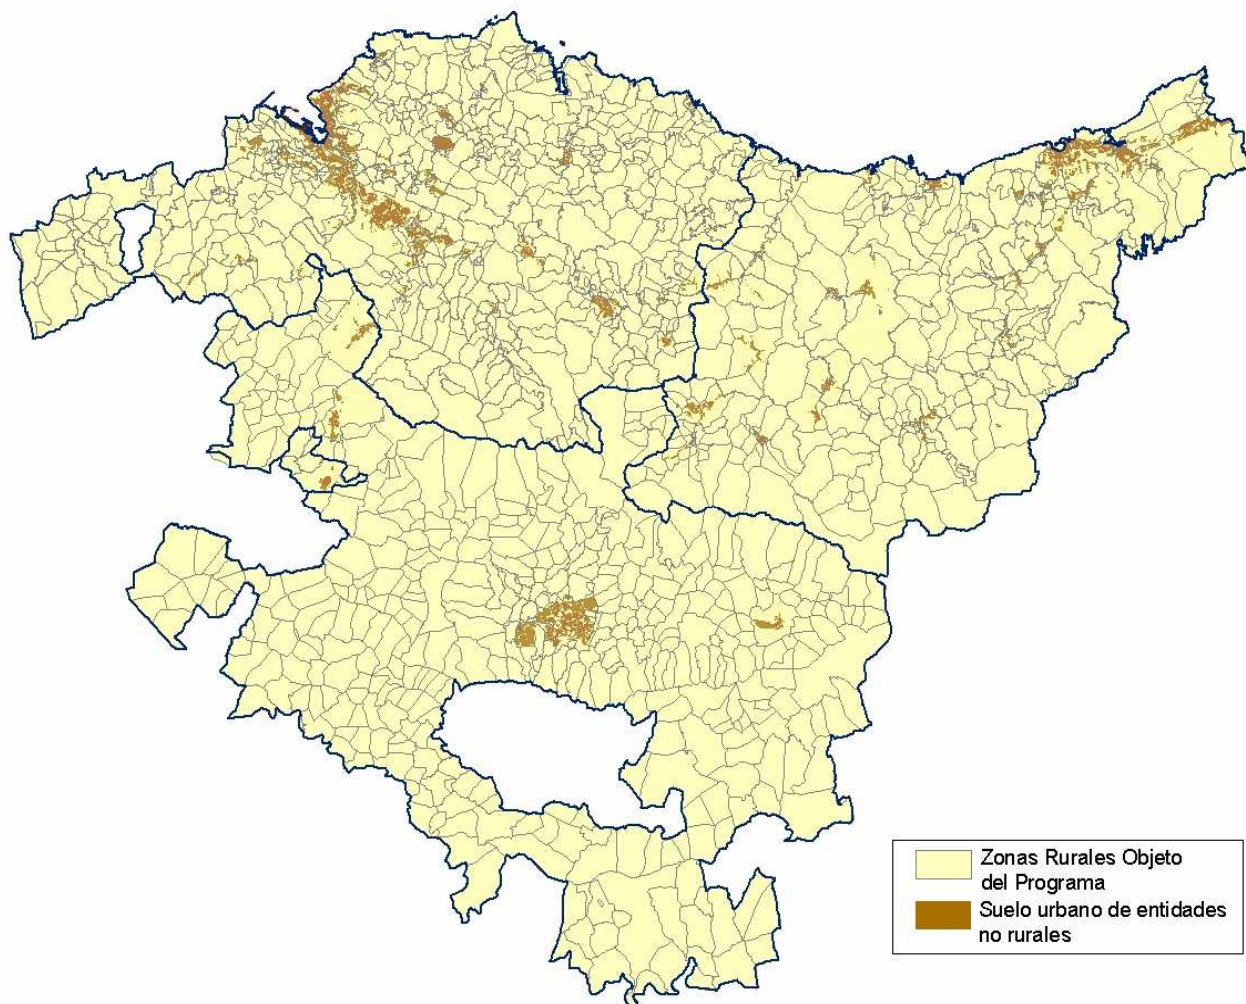 Zonas Rurales Objeto
del Programa
Suelo urbano de entidades
no rurales